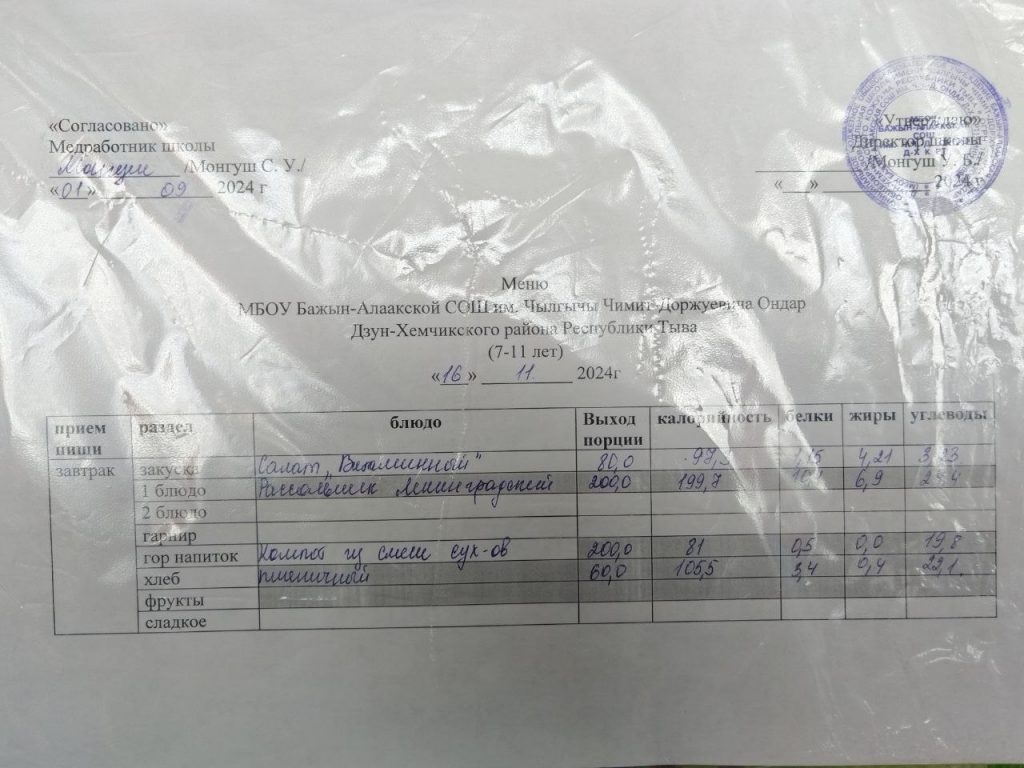 «Согласовано»
Медработник школы
/Монгуш С. У./
«01» 09 2024 г
«Утверждаю»
Директор школы
/Монгуш У. Б./
« » 2024 г.
БАЖЫН-АЛААКСКАЯ
СОШ
Меню
МБОУ Бажын-Алаакской СОШ им. Чылгычы Чимит-Доржуевича Ондар
Дзун-Хемчикского района Республики Тыва
(7-11 лет)
«16» 11. 2024г
прием пищи раздел блюдо Выход порции калорийность белки жиры углеводы
завтрак закуска Салат "Витаминный" 80,0 4,21
1 блюдо Рассольник Ленинградский 200,0 199,7 6,9
2 блюдо
гарнир
гор напиток Компот из смеси сух-ов 200,0 81 0,5 0,0 19,8
хлеб пшеничный 60,0 105,5 3,4 0,4 22,1
фрукты
сладкое